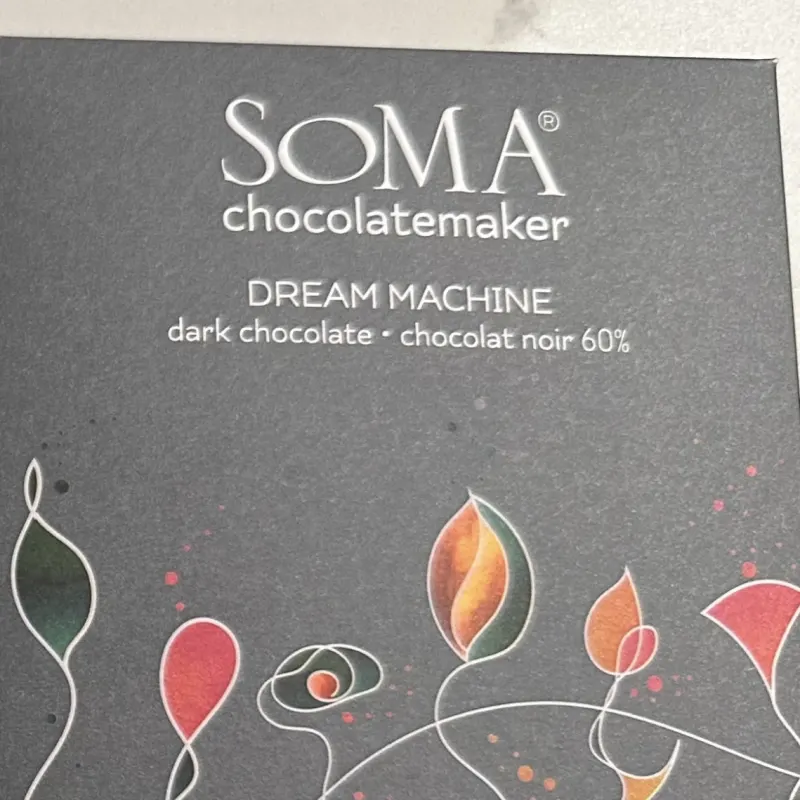 SOMA®
chocolatemaker
DREAM MACHINE
dark chocolate • chocolat noir 60%